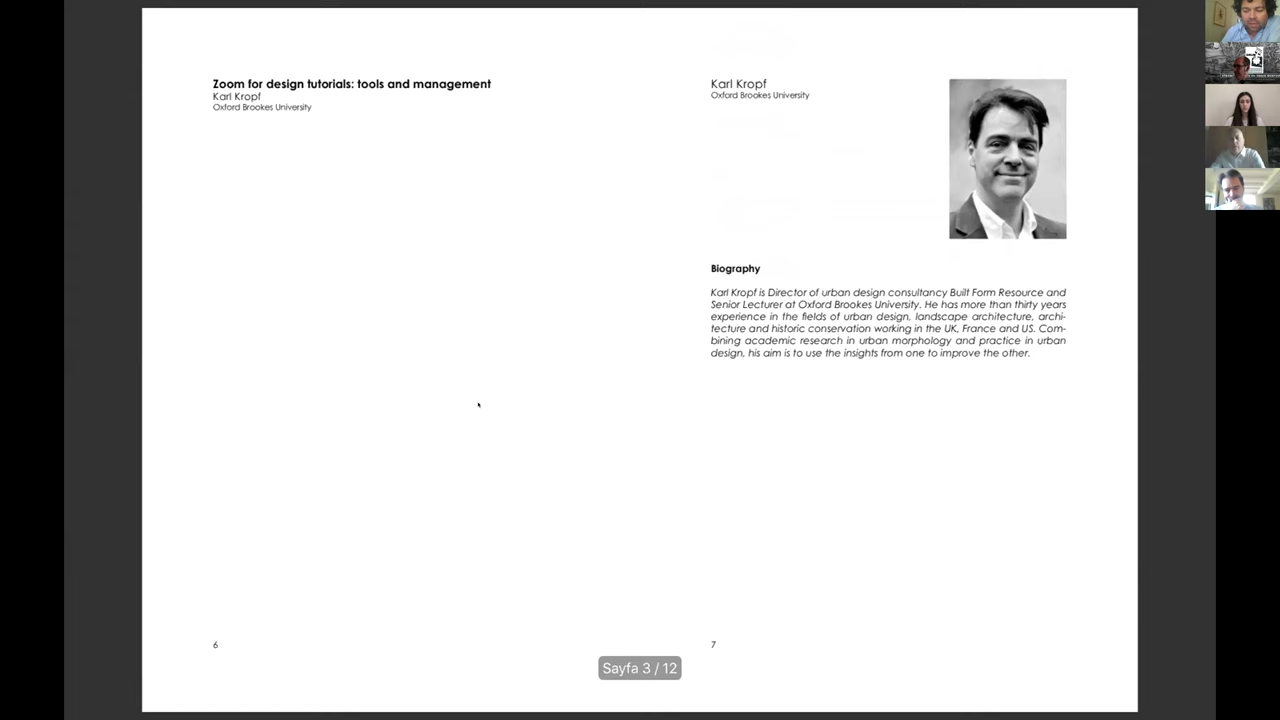 Zoom for design tutorials: tools and management
Karl Kropf
Oxford Brookes University
6
Karl Kropf
Oxford Brookes University
Biography
Karl Kropf is Director of urban design consultancy Built Form Resource and
Senior Lecturer at Oxford Brookes University. He has more than thirty years
experience in the fields of urban design, landscape architecture, archi-
tecture and historic conservation working in the UK, France and US. Com-
bining academic research in urban morphology and practice in urban
design, his aim is to use the insights from one to improve the other.
7
Sayfa 3 / 12